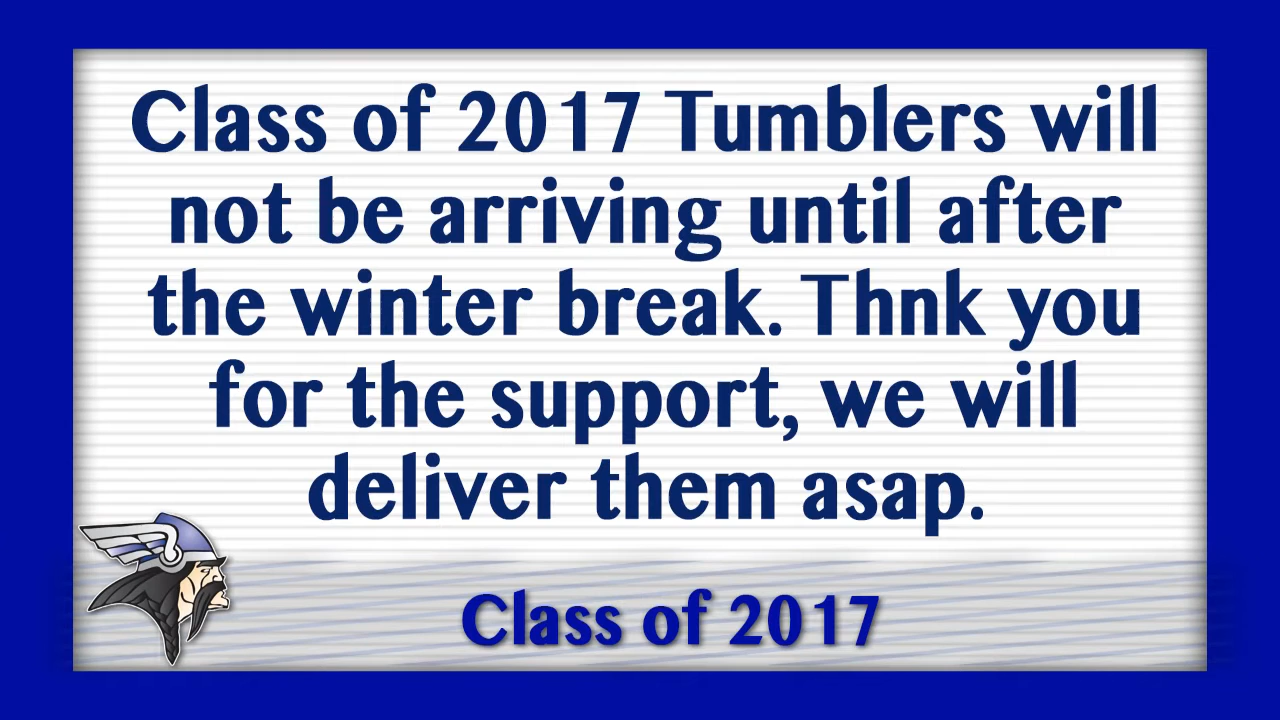 Class of 2017 Tumblers will
not be arriving until after
the winter break. Thnk you
for the support, we will
deliver them asap.
Class of 2017